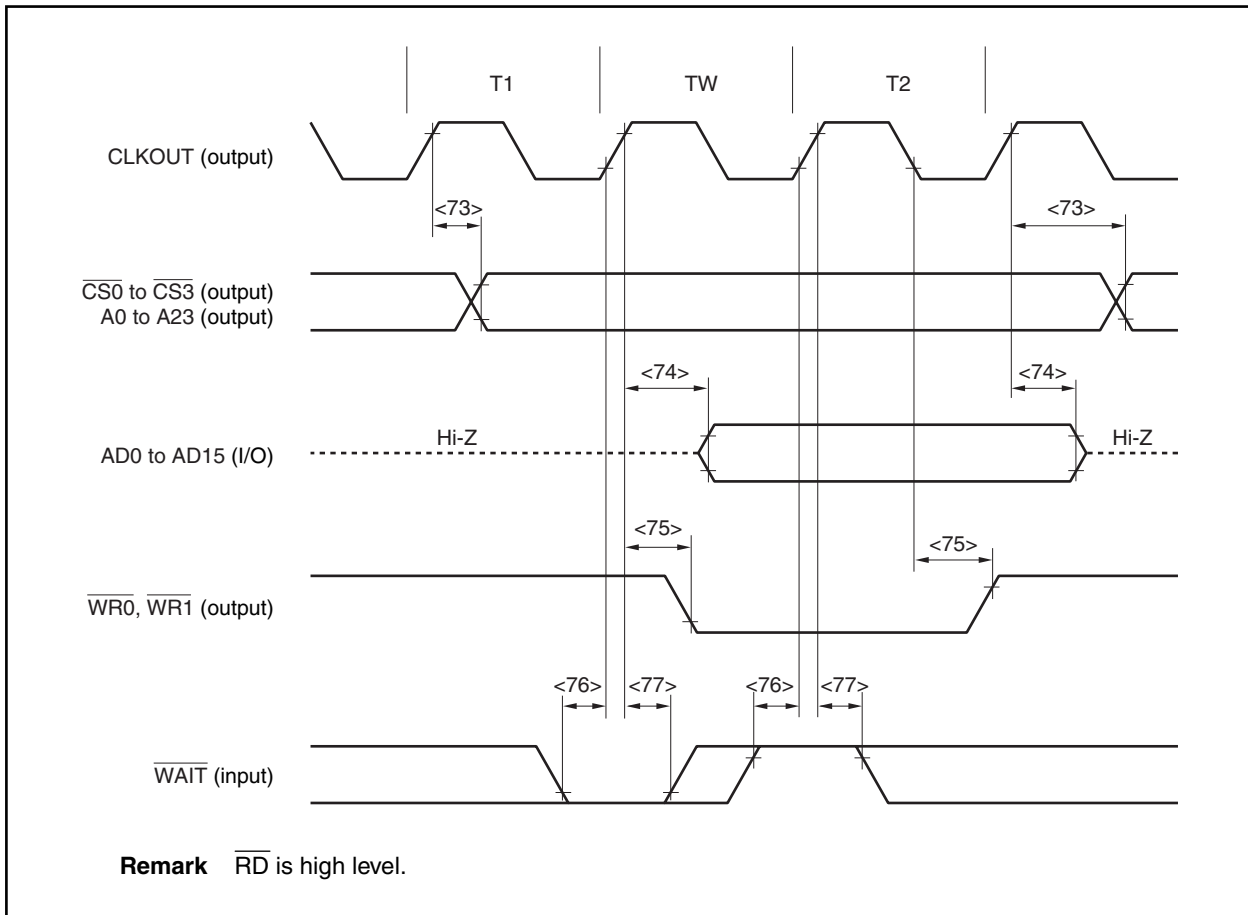 T1 TW T2
CLKOUT (output)
<73> <73>
CS0 to CS3 (output)
A0 to A23 (output)
<74> <74>
Hi-Z Hi-Z
AD0 to AD15 (I/O)
<75> <75>
WR0, WR1 (output)
<76> <77> <76> <77>
WAIT (input)
Remark RD is high level.